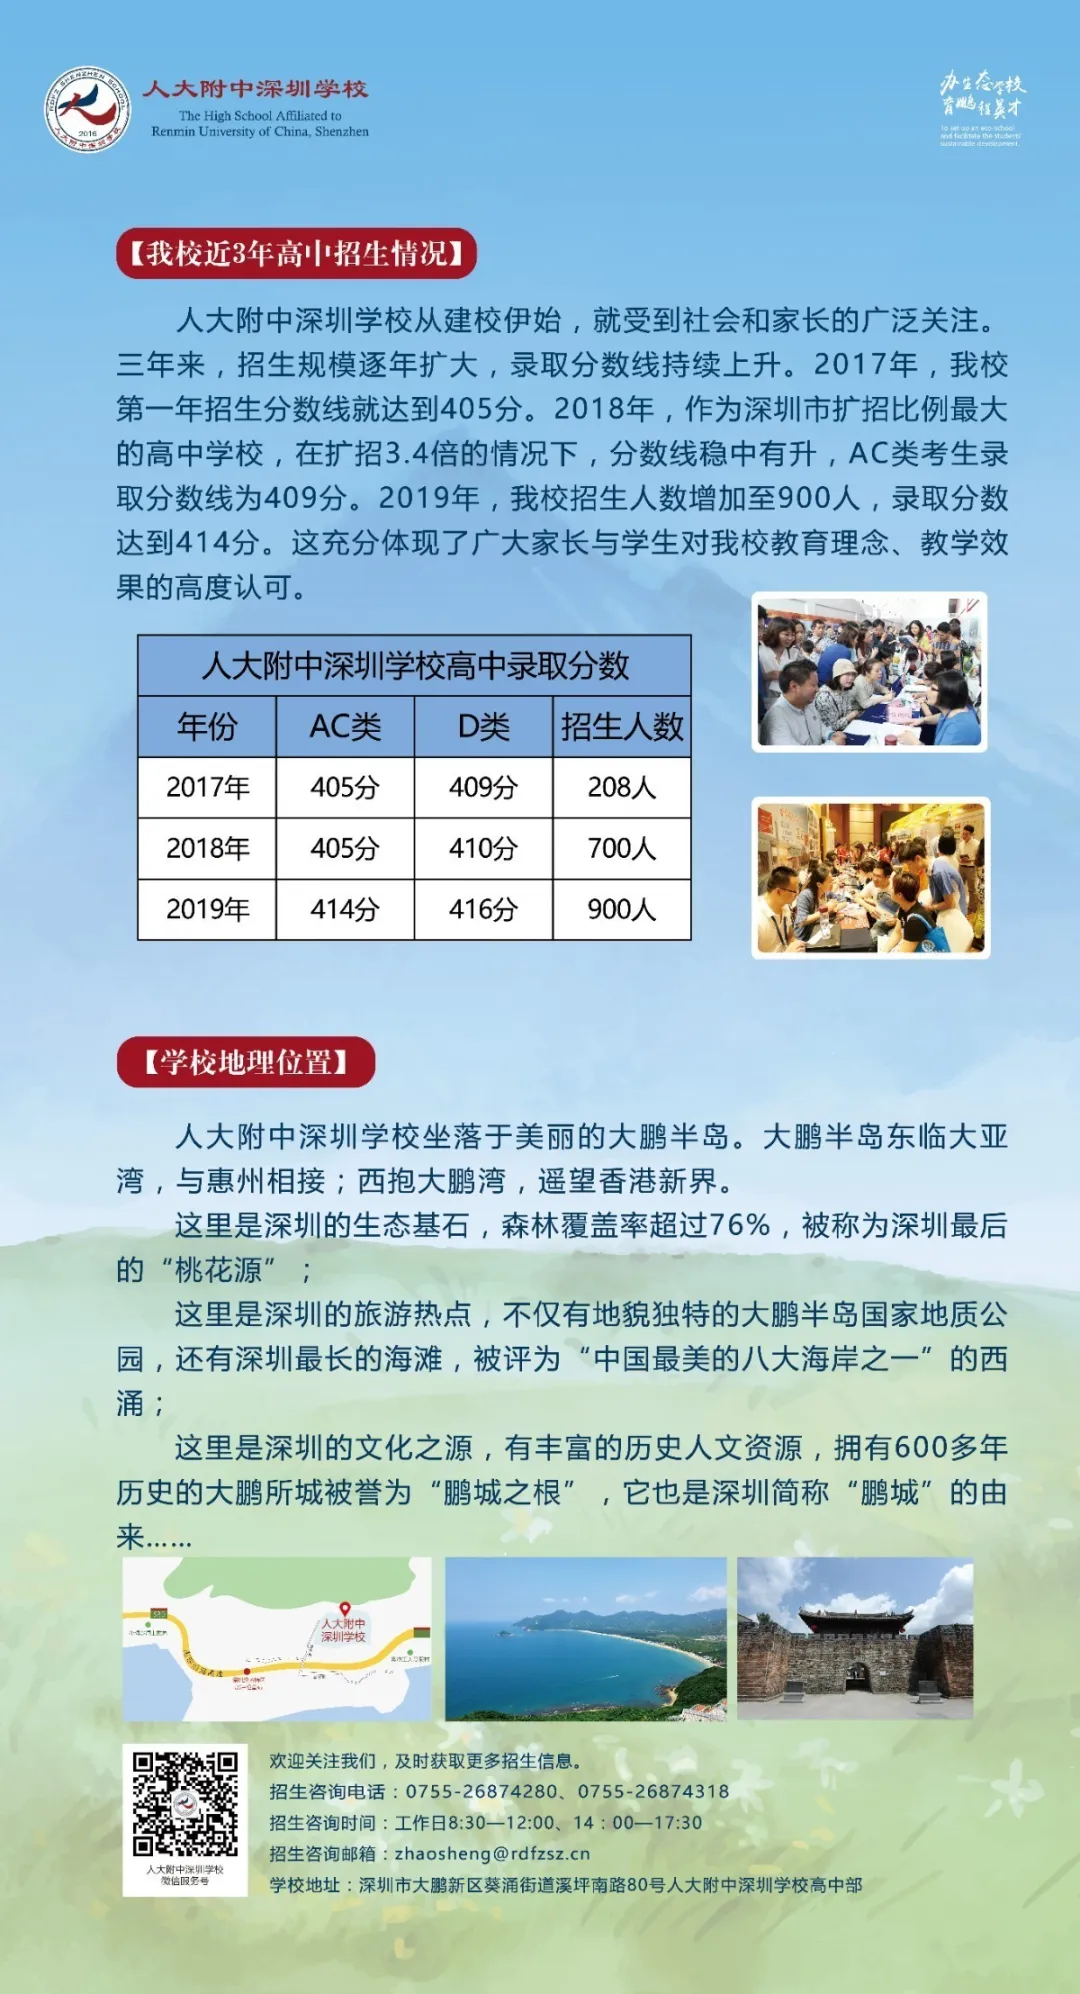 人大附中深圳学校
The High School Affiliated to
Renmin University of China, Shenzhen
RDFZ SHENZHEN SCHOOL
2016
人大附中深圳学校
办生态学校
育鹏程英才
To set up an eco-school
and facilitate the students'
sustainable development.
【我校近3年高中招生情况】
人大附中深圳学校从建校伊始，就受到社会和家长的广泛关注。
三年来，招生规模逐年扩大，录取分数线持续上升。2017年，我校
第一年招生分数线就达到405分。2018年，作为深圳市扩招比例最大
的高中学校，在扩招3.4倍的情况下，分数线稳中有升，AC类考生录
取分数线为409分。2019年，我校招生人数增加至900人，录取分数
达到414分。这充分体现了广大家长与学生对我校教育理念、教学效
果的高度认可。
人大附中深圳学校高中录取分数
年份 AC类 D类 招生人数
2017年 405分 409分 208人
2018年 405分 410分 700人
2019年 414分 416分 900人
【学校地理位置】
人大附中深圳学校坐落于美丽的大鹏半岛。大鹏半岛东临大亚
湾，与惠州相接；西抱大鹏湾，遥望香港新界。
这里是深圳的生态基石，森林覆盖率超过76%，被称为深圳最后
的“桃花源”；
这里是深圳的旅游热点，不仅有地貌独特的大鹏半岛国家地质公
园，还有深圳最长的海滩，被评为“中国最美的八大海岸之一”的西
涌；
这里是深圳的文化之源，有丰富的历史人文资源，拥有600多年
历史的大鹏所城被誉为“鹏城之根”，它也是深圳简称“鹏城”的由
来……
人大附中
深圳学校
欢迎关注我们，及时获取更多招生信息。
招生咨询电话：0755-26874280、0755-26874318
招生咨询时间：工作日8:30—12:00、14：00—17:30
招生咨询邮箱：zhaosheng@rdfzsz.cn
学校地址：深圳市大鹏新区葵涌街道溪坪南路80号人大附中深圳学校高中部
人大附中深圳学校
微信服务号